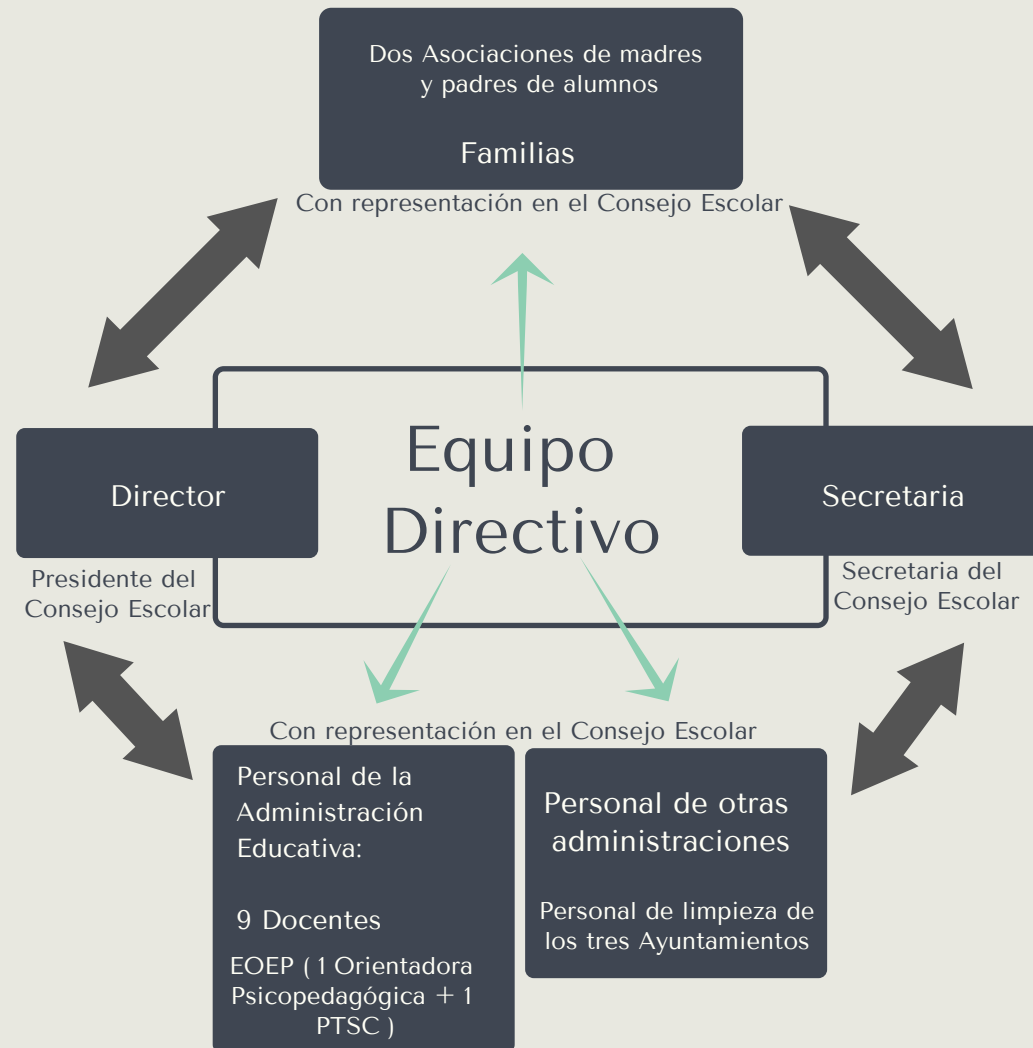 Dos Asociaciones de madres
y padres de alumnos
Familias
Con representación en el Consejo Escolar
Equipo
Directivo
Director
Presidente del
Consejo Escolar
Secretaria
Secretaria del
Consejo Escolar
Con representación en el Consejo Escolar
Personal de la
Administración
Educativa:
9 Docentes
EOEP ( 1 Orientadora
Psicopedagógica + 1
PTSC )
Personal de otras
administraciones
Personal de limpieza de
los tres Ayuntamientos